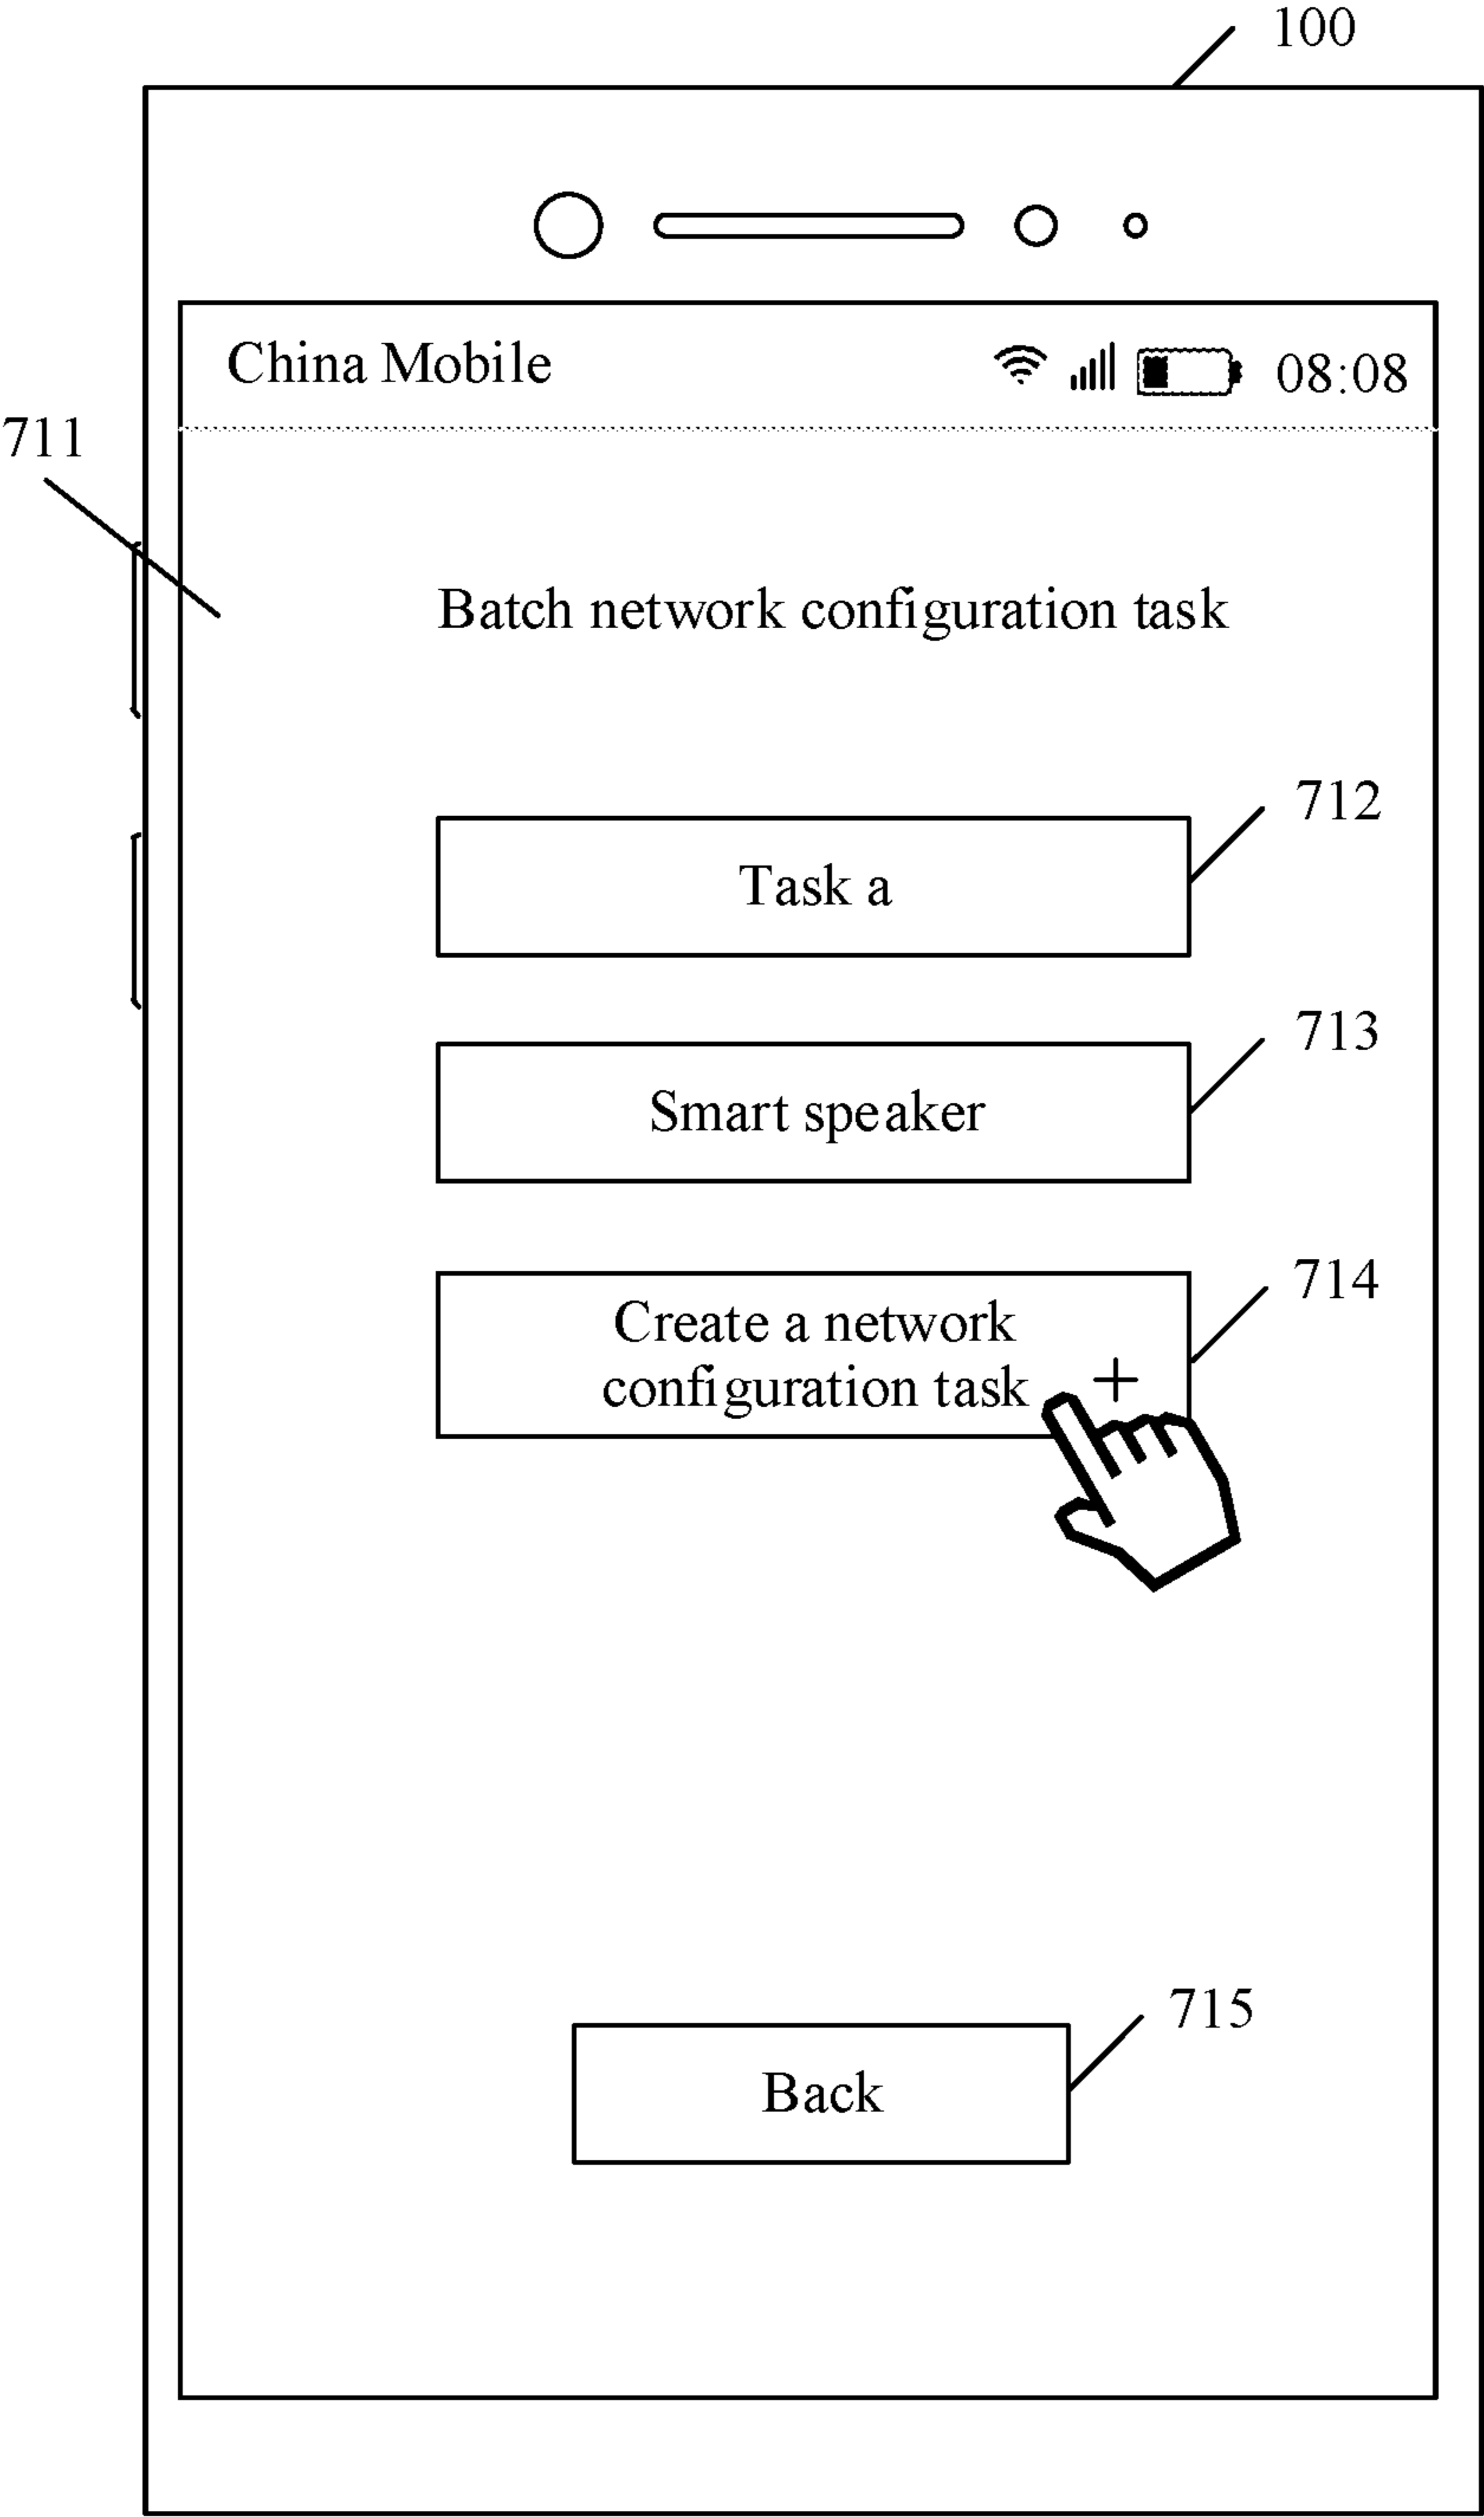 100
China Mobile 08:08
711
Batch network configuration task
712
Task a
713
Smart speaker
714
Create a network
configuration task +
715
Back